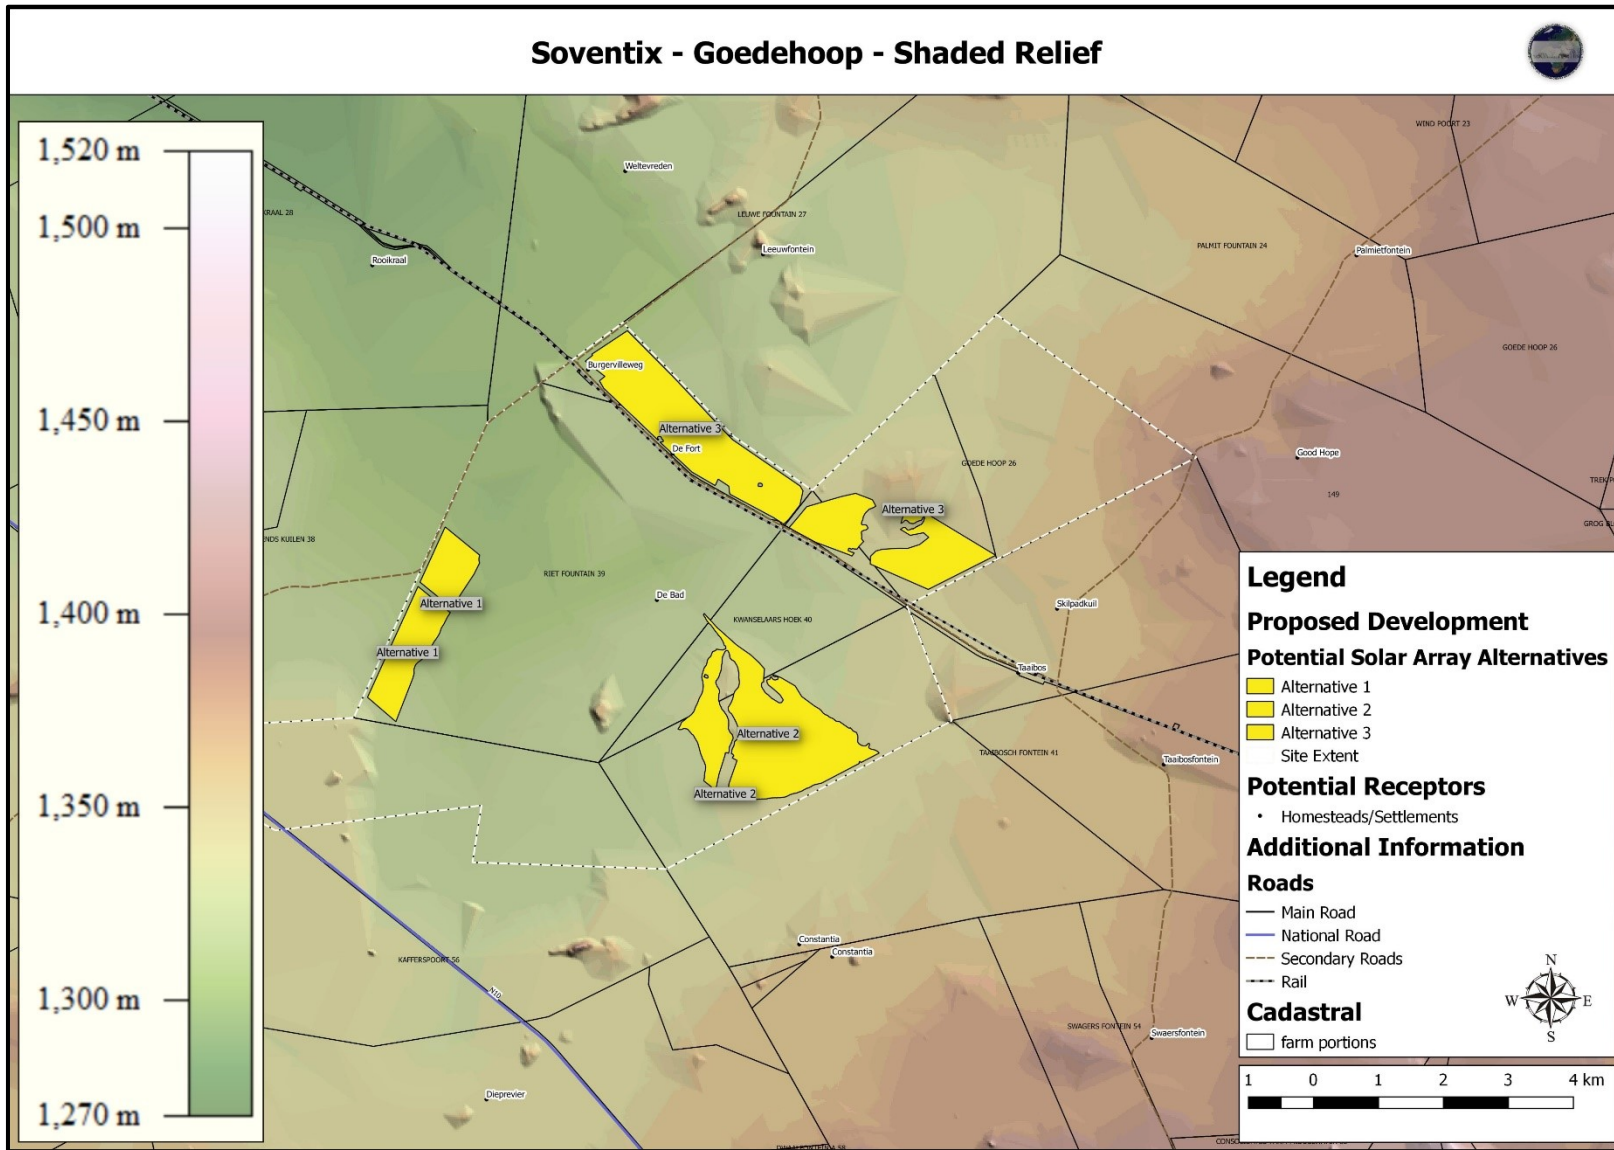 Soventix - Goedehoop - Shaded Relief
1,520 m
1,500 m
1,450 m
1,400 m
1,350 m
1,300 m
1,270 m
WIND POORT 23
Weltevreden
KRAAL 28
LEUWE FOUNTAIN 27
Leeuwfontein
PALMIT FOUNTAIN 24
Palmietfontein
Rooikraal
GOEDE HOOP 26
Burgervilleweg
Alternative 3
De Fort
GOEDE HOOP 26
Good Hope
149
Alternative 3
NDS KUILEN 38
RIET FOUNTAIN 39
De Bad
Alternative 1
Alternative 1
KWANSELAARS HOEK 40
Skilpadkuil
Taaibos
Alternative 2
Alternative 2
TAAIBOSCH FONTEIN 41
Taaibosfontein
Constantia
Constantia
KAFFERSPOORT 56
N10
SWAGERS FONTEIN 54
Swaersfontein
Dieprevier
Legend
Proposed Development
Potential Solar Array Alternatives
Alternative 1
Alternative 2
Alternative 3
Site Extent
Potential Receptors
Homesteads/Settlements
Additional Information
Roads
Main Road
National Road
Secondary Roads
Rail
Cadastral
farm portions
N
W E
S
1 0 1 2 3 4 km